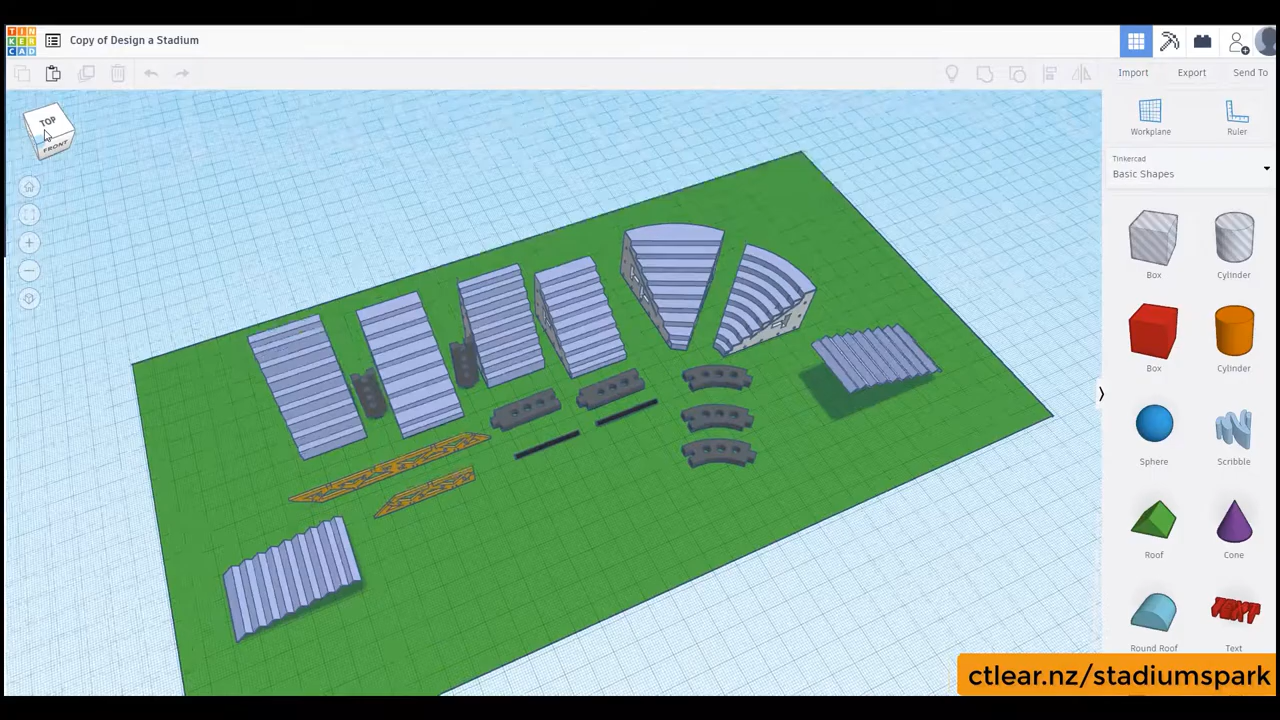 TIN
KER
CAD
Copy of Design a Stadium
Import
Export
Send To
TOP
FRONT
Workplane
Ruler
Tinkercad
Basic Shapes
Box
Cylinder
Box
Cylinder
Sphere
Scribble
Roof
Cone
TEXT
Round Roof
Text
ctlear.nz/stadiumspark